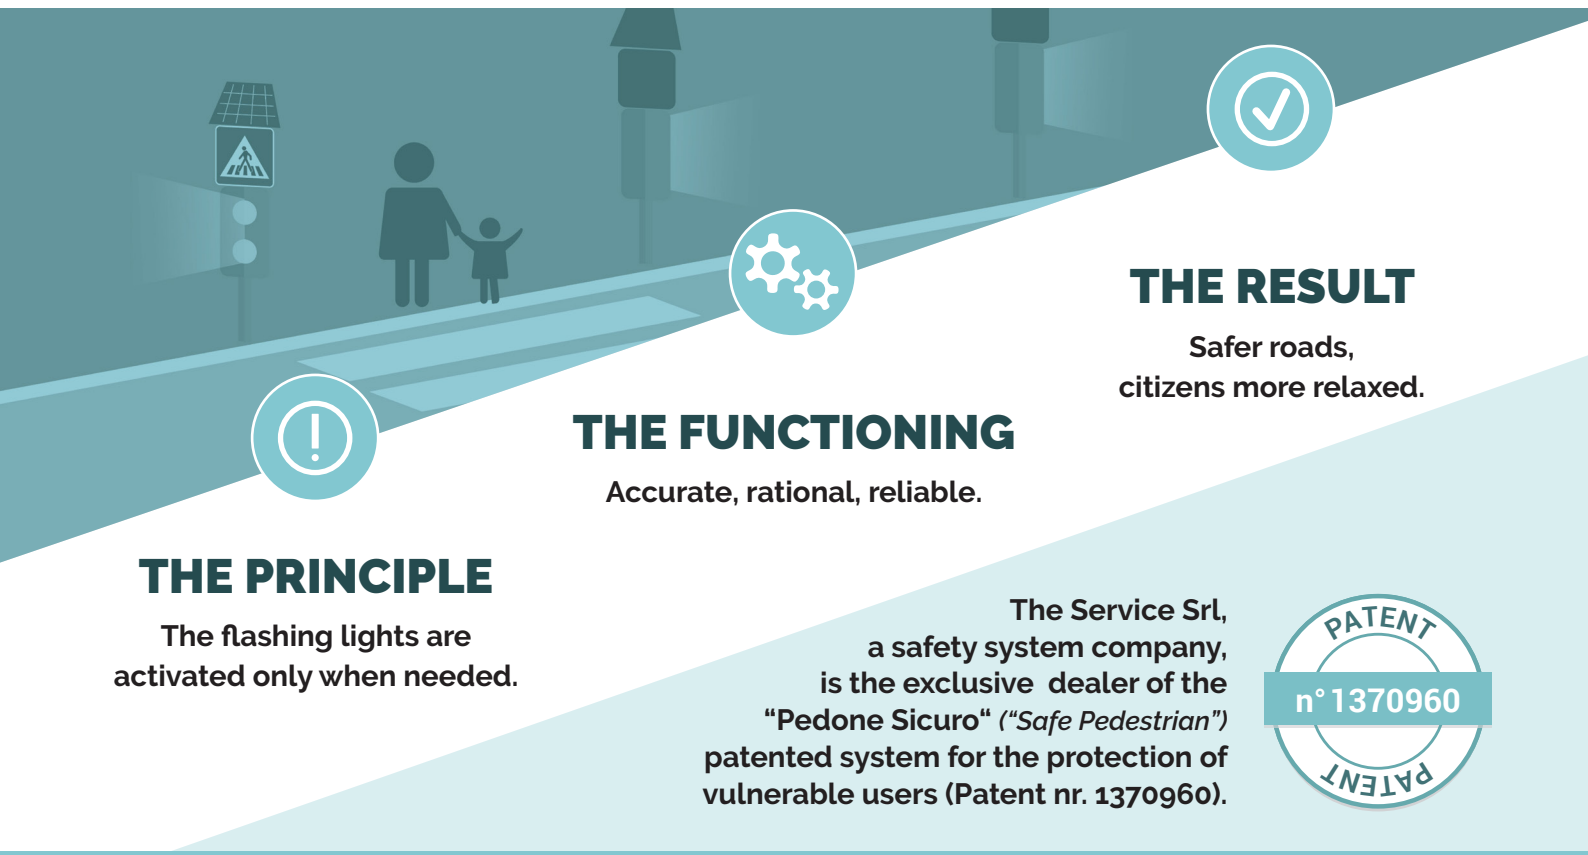 THE PRINCIPLE
The flashing lights are
activated only when needed.
THE FUNCTIONING
Accurate, rational, reliable.
THE RESULT
Safer roads,
citizens more relaxed.
The Service Srl,
a safety system company,
is the exclusive dealer of the
“Pedone Sicuro“ (“Safe Pedestrian”)
patented system for the protection of
vulnerable users (Patent nr. 1370960).
PATENT
n° 1370960
PATENT